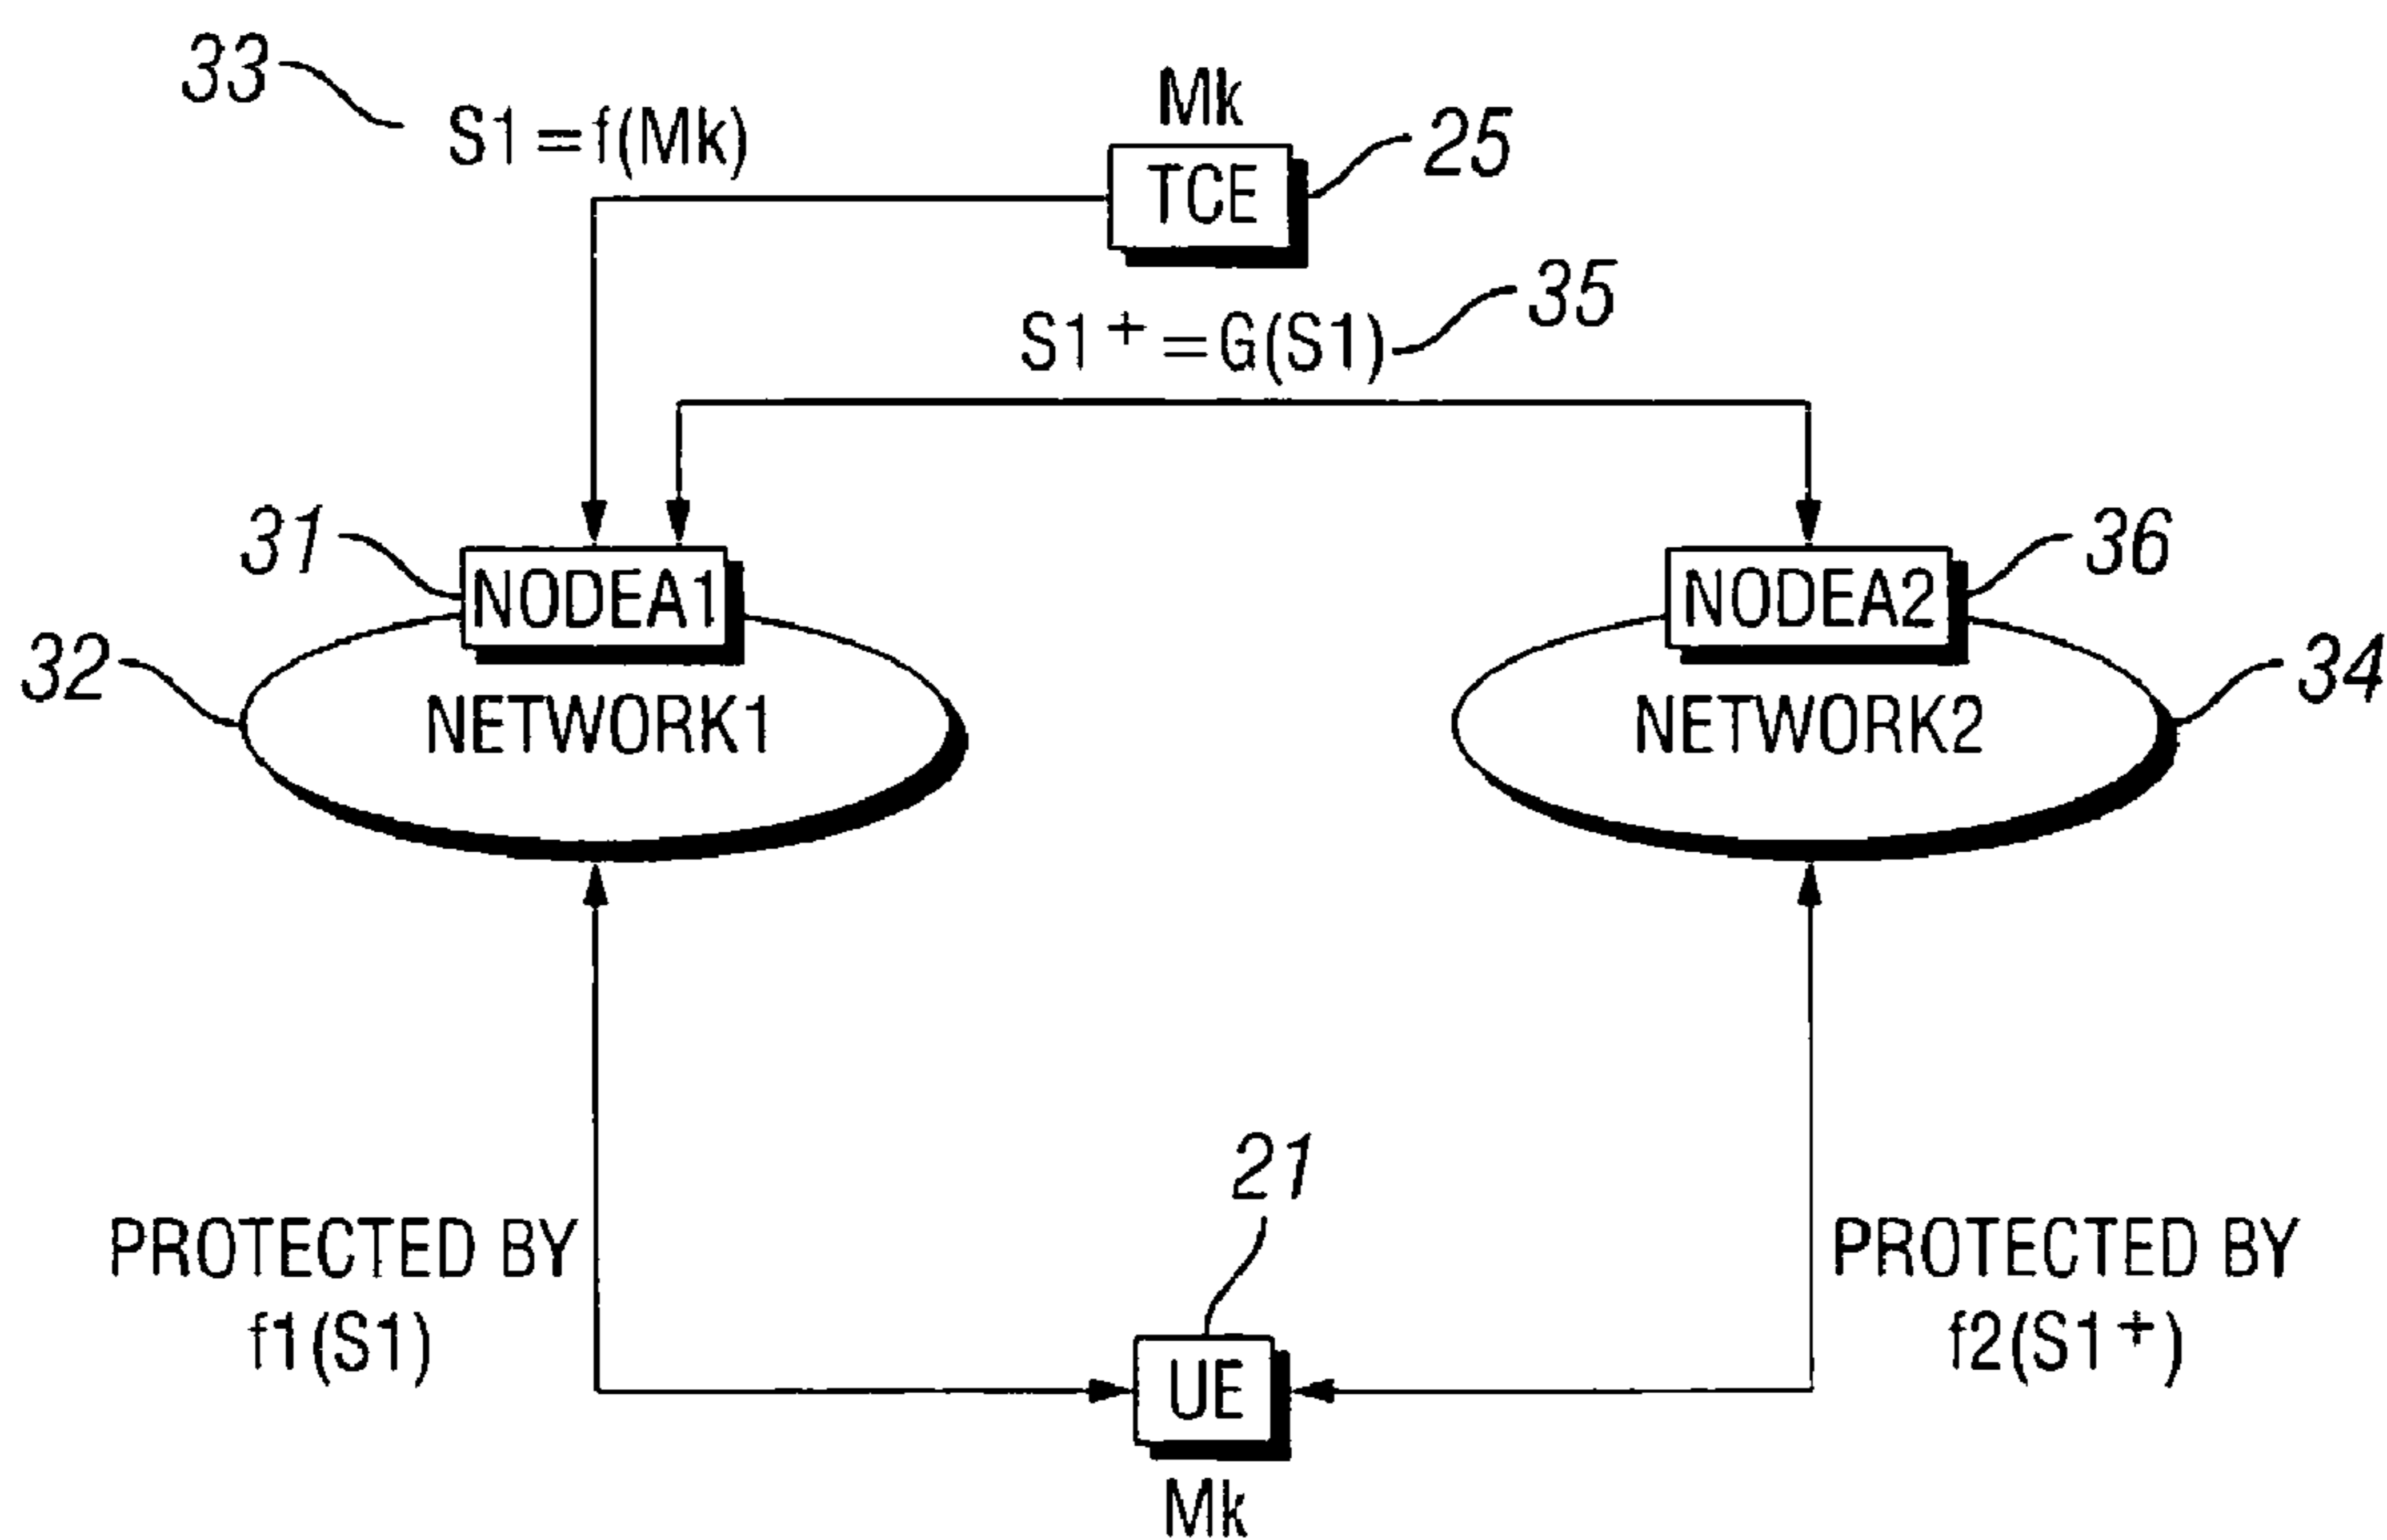 33
Mk
S1=f(Mk)
25
TCE
35
S1+=G(S1)
31
NODEA1
36
NODEA2
32
NETWORK1
34
NETWORK2
21
PROTECTED BY
f1(S1)
PROTECTED BY
f2(S1+)
UE
Mk